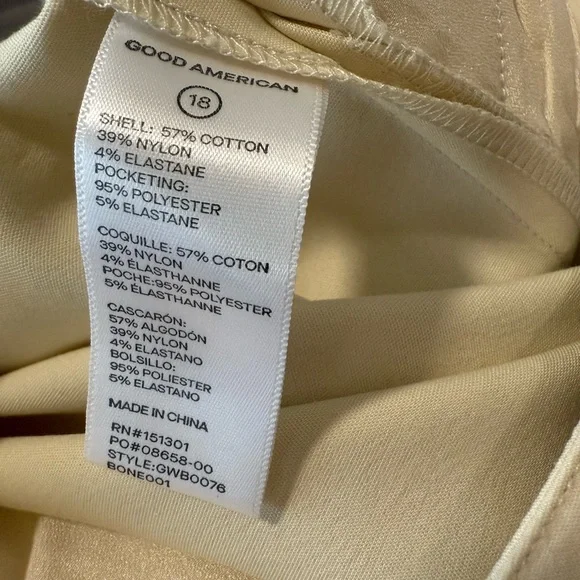 GOOD AMERICAN
18
SHELL: 57% COTTON
39% NYLON
4% ELASTANE
POCKETING:
95% POLYESTER
5% ELASTANE
COQUILLE: 57% COTON
39% NYLON
4% ÉLASTHANNE
POCHE:95% POLYESTER
5% ÉLASTHANNE
CASCARÓN:
57% ALGODÓN
39% NYLON
4% ELASTANO
BOLSILLO:
95% POLIESTER
5% ELASTANO
MADE IN CHINA
RN#151301
PO#08658-00
STYLE:GWB0076
BONE001